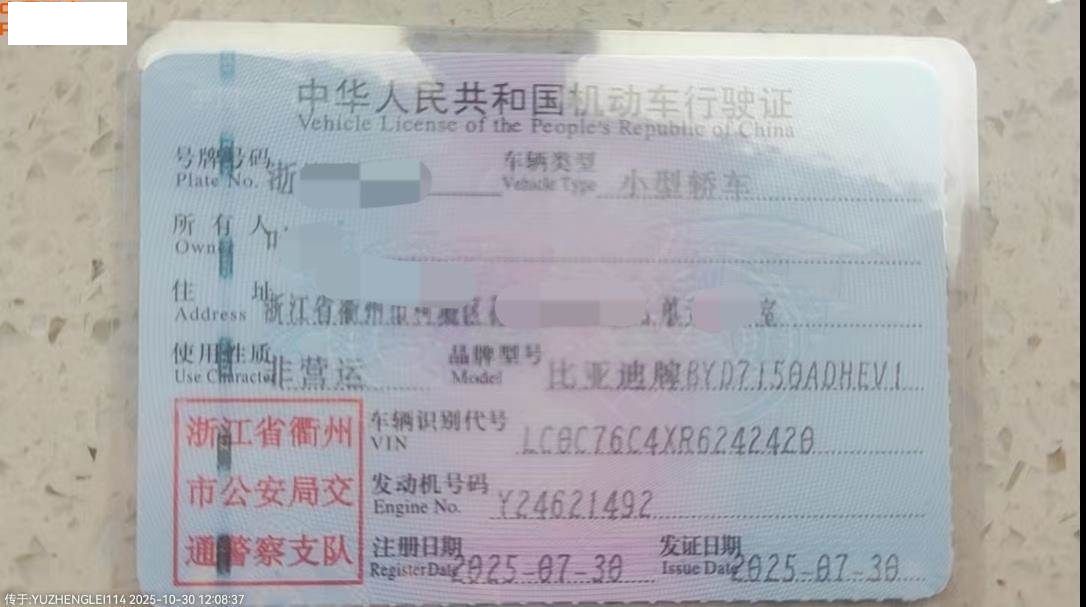 中华人民共和国机动车行驶证
Vehicle License of the People's Republic of China
号牌号码 浙 车辆类型 小型轿车
Plate No. Vehicle Type
所有人
Owner
住址 浙江省衢州市柯城区
Address 室
使用性质 非营运 品牌型号 比亚迪牌BYD7150ADHEV1
Use Character Model
浙江省衢州
市公安局交
通警察支队
车辆识别代号 LC0C76C4XR6242420
VIN
发动机号码 Y24621492
Engine No.
注册日期 2025-07-30 发证日期 2025-07-30
Register Date Issue Date
传于:YUZHENGLEI114 2025-10-30 12:08:37